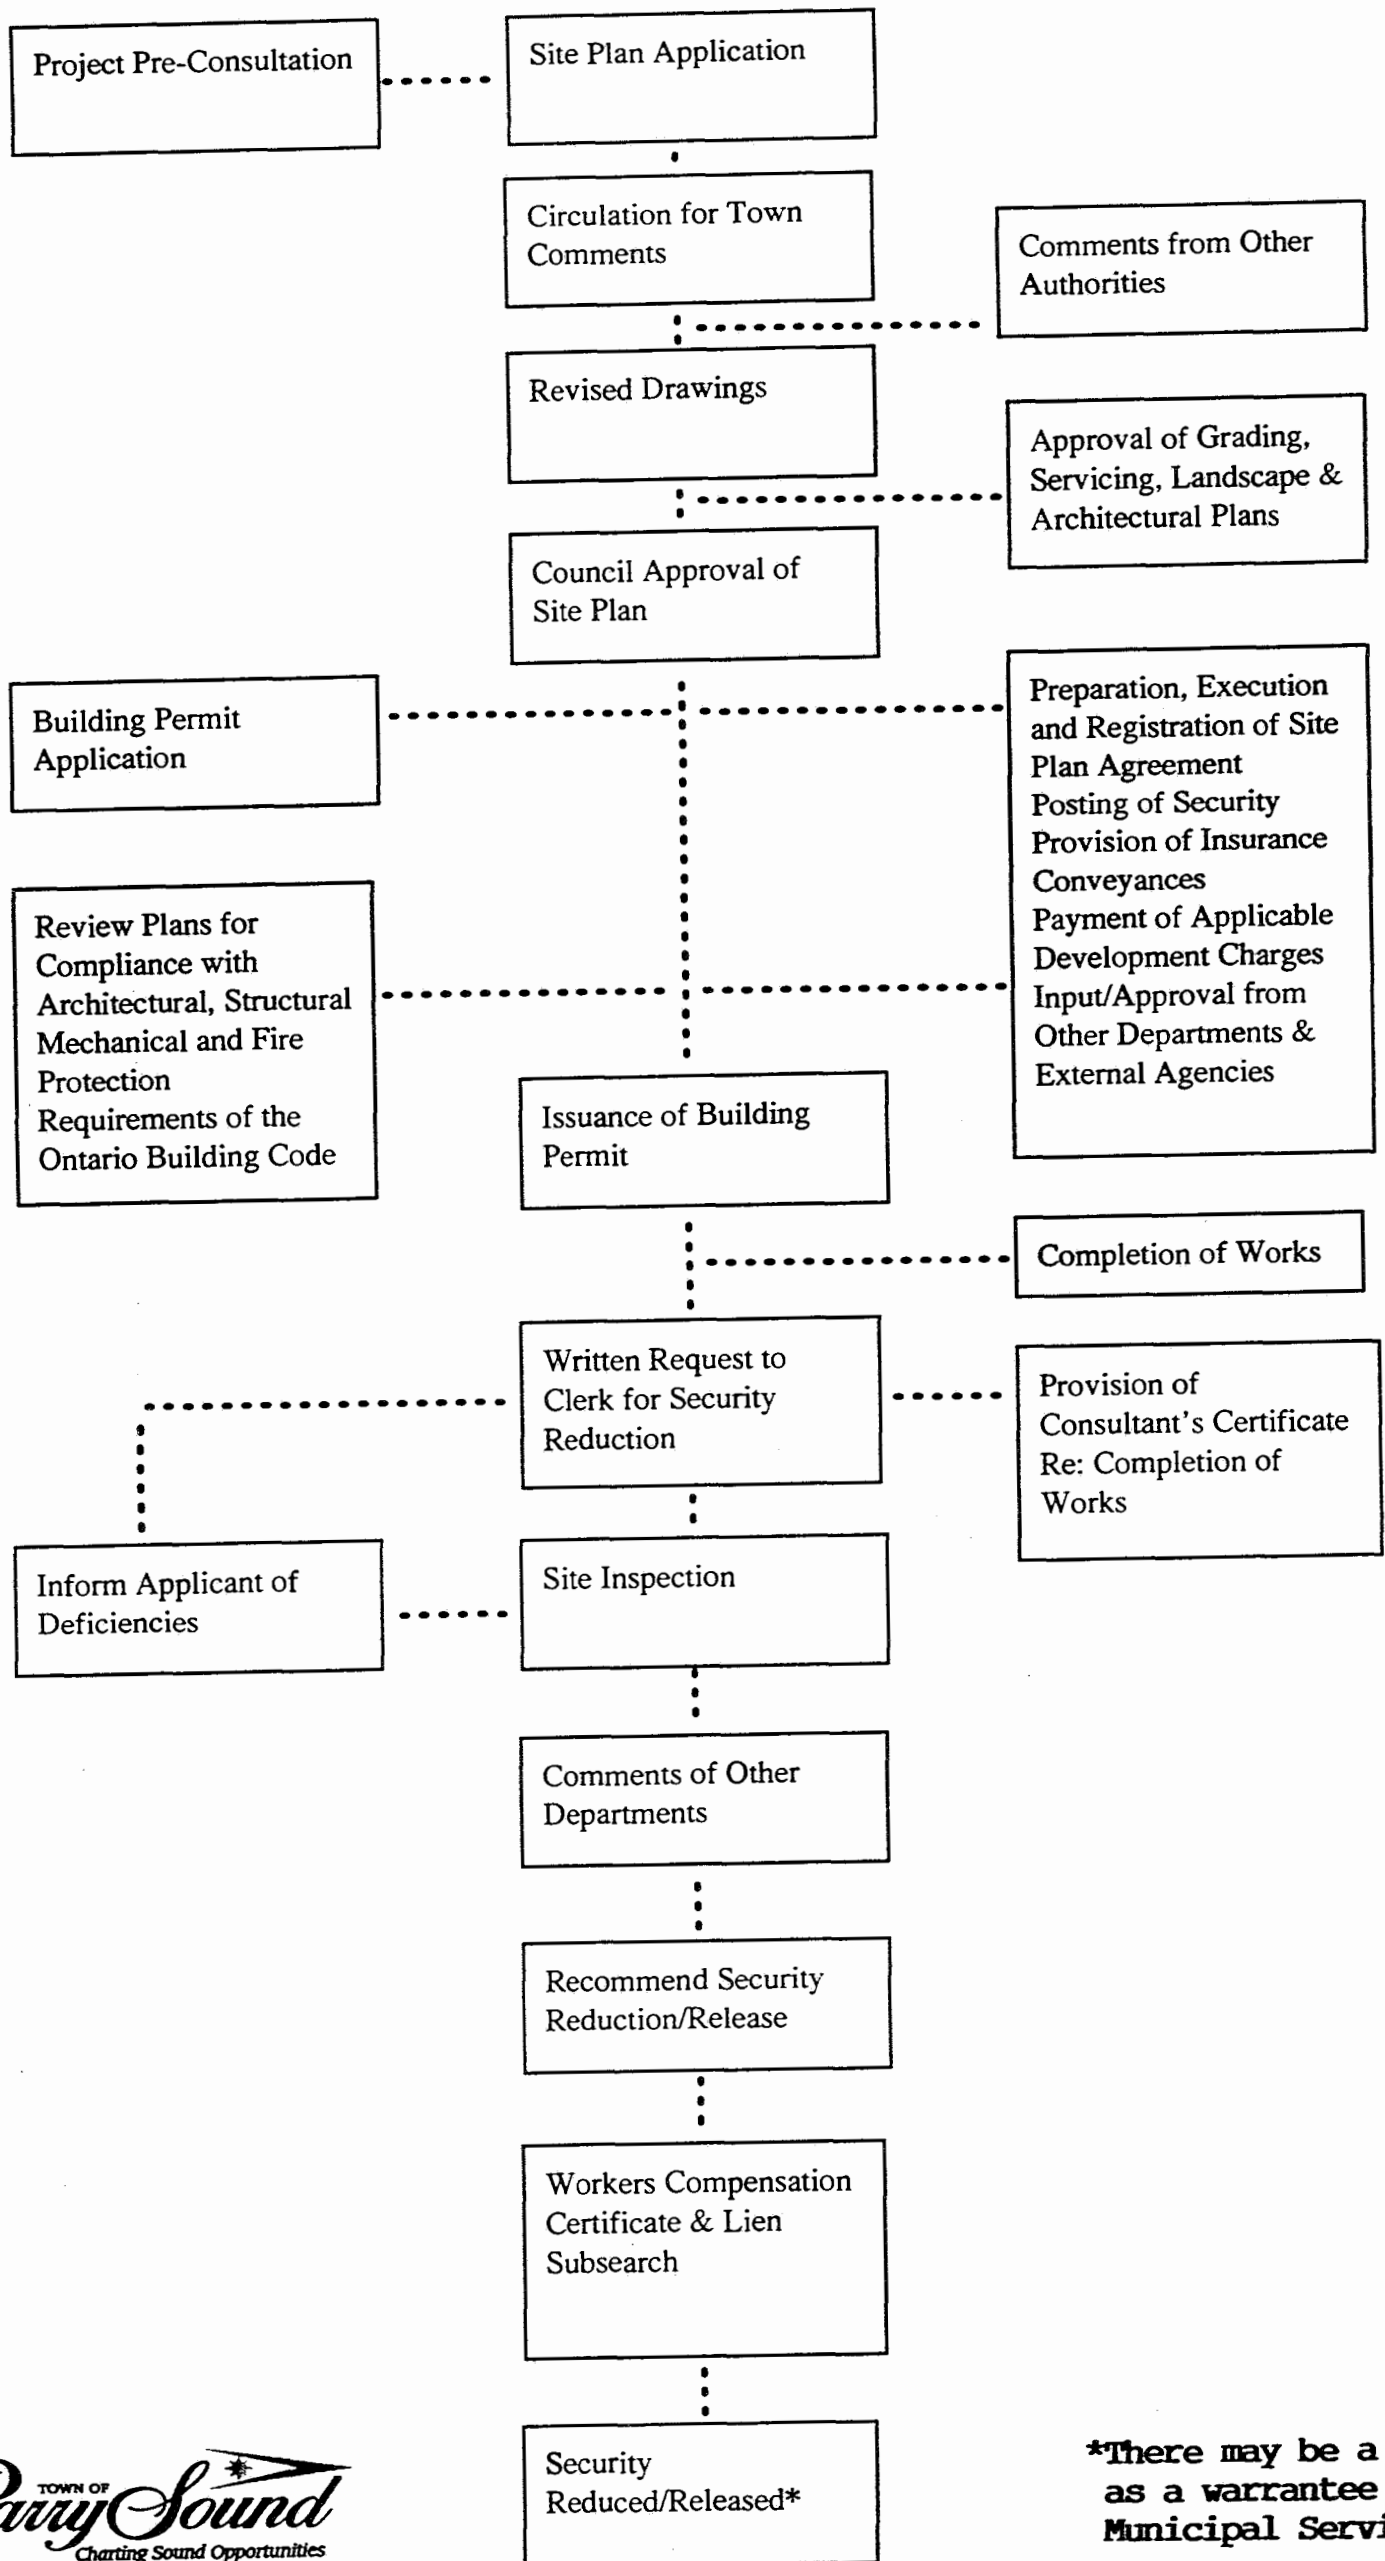 Project Pre-Consultation
Site Plan Application
Circulation for Town
Comments
Comments from Other
Authorities
Revised Drawings
Approval of Grading,
Servicing, Landscape &
Architectural Plans
Council Approval of
Site Plan
Building Permit
Application
Preparation, Execution
and Registration of Site
Plan Agreement
Posting of Security
Provision of Insurance
Conveyances
Payment of Applicable
Development Charges
Input/Approval from
Other Departments &
External Agencies
Review Plans for
Compliance with
Architectural, Structural
Mechanical and Fire
Protection
Requirements of the
Ontario Building Code
Issuance of Building
Permit
Completion of Works
Written Request to
Clerk for Security
Reduction
Provision of
Consultant's Certificate
Re: Completion of
Works
Inform Applicant of
Deficiencies
Site Inspection
Comments of Other
Departments
Recommend Security
Reduction/Release
Workers Compensation
Certificate & Lien
Subsearch
Security
Reduced/Released*
TOWN OF
Parry Sound
Charting Sound Opportunities
*There may be a
as a warrantee
Municipal Servi